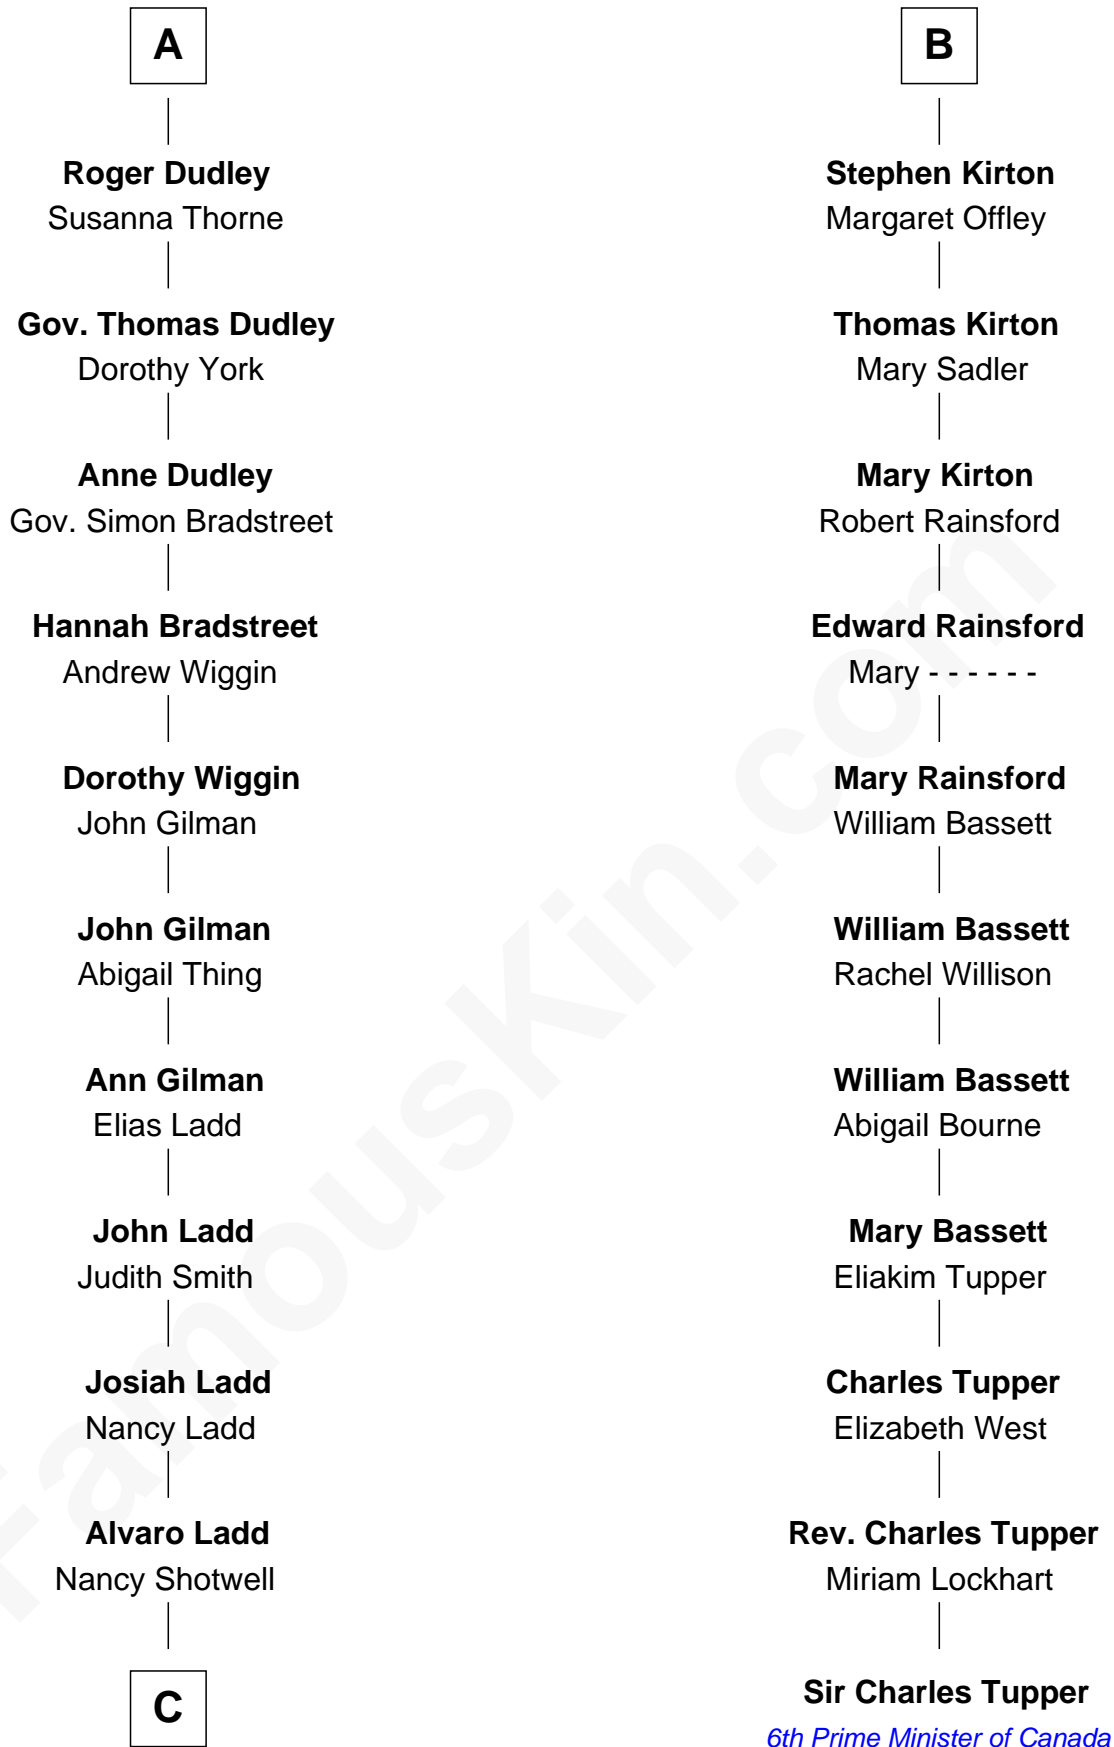 A
Roger Dudley
Susanna Thorne
Gov. Thomas Dudley
Dorothy York
Anne Dudley
Gov. Simon Bradstreet
Hannah Bradstreet
Andrew Wiggin
Dorothy Wiggin
John Gilman
John Gilman
Abigail Thing
Ann Gilman
Elias Ladd
John Ladd
Judith Smith
Josiah Ladd
Nancy Ladd
Alvaro Ladd
Nancy Shotwell
C
B
Stephen Kirton
Margaret Offley
Thomas Kirton
Mary Sadler
Mary Kirton
Robert Rainsford
Edward Rainsford
Mary - - - - - -
Mary Rainsford
William Bassett
William Bassett
Rachel Willison
William Bassett
Abigail Bourne
Mary Bassett
Eliakim Tupper
Charles Tupper
Elizabeth West
Rev. Charles Tupper
Miriam Lockhart
Sir Charles Tupper
6th Prime Minister of Canada
FamousKin.com